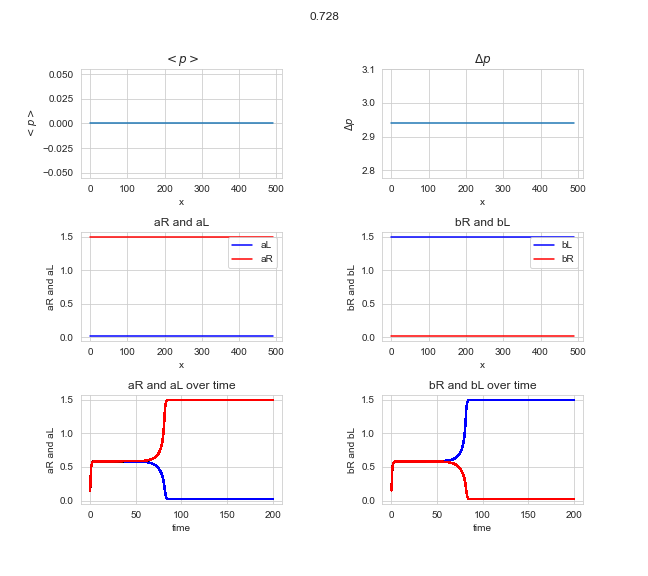 0.728
< p >
Δp
0.050
0.025
0.000
−0.025
−0.050
< p >
0 100 200 300 400 500
x
3.1
3.0
2.9
2.8
Δp
0 100 200 300 400 500
x
aR and aL
bR and bL
1.5
1.0
0.5
0.0
aR and aL
aL
aR
0 100 200 300 400 500
x
1.5
1.0
0.5
0.0
bR and bL
bL
bR
0 100 200 300 400 500
x
aR and aL over time
bR and bL over time
1.5
1.0
0.5
0.0
aR and aL
0 50 100 150 200
time
1.5
1.0
0.5
0.0
bR and bL
0 50 100 150 200
time